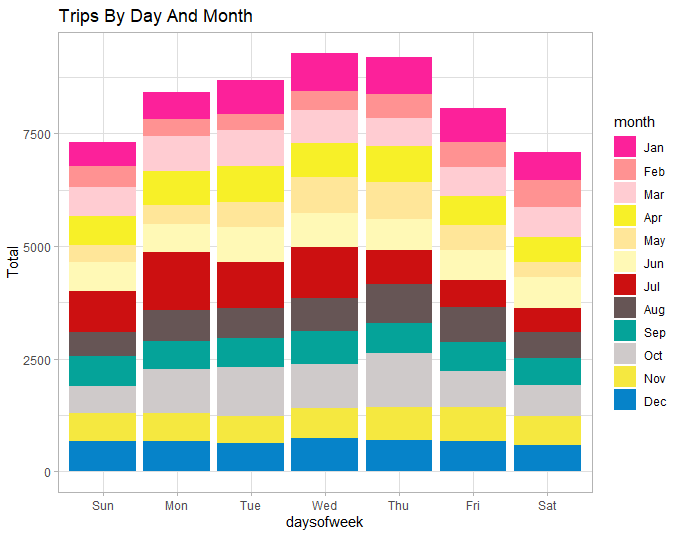 Trips By Day And Month
Total
7500
5000
2500
0
Sun Mon Tue Wed Thu Fri Sat
daysofweek
month
Jan
Feb
Mar
Apr
May
Jun
Jul
Aug
Sep
Oct
Nov
Dec